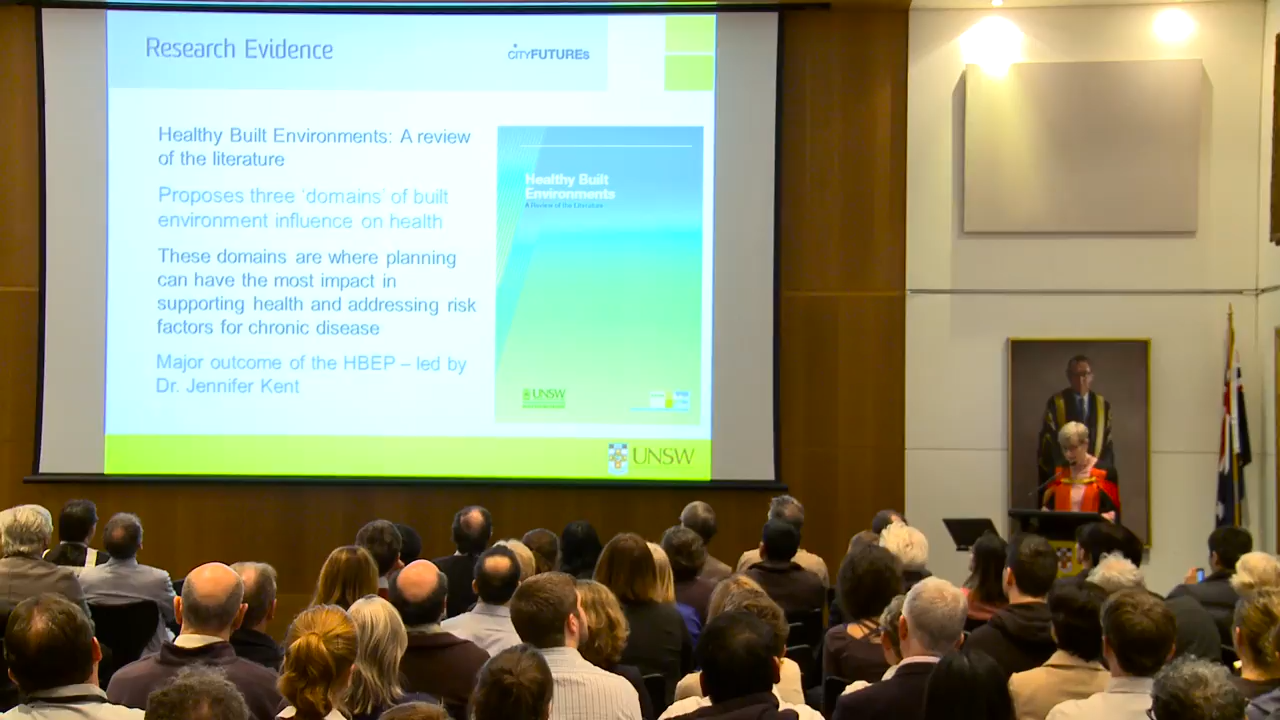 Research Evidence
CITYFUTUREs
Healthy Built Environments: A review
of the literature
Proposes three 'domains' of built
environment influence on health
These domains are where planning
can have the most impact in
supporting health and addressing risk
factors for chronic disease
Major outcome of the HBEP – led by
Dr. Jennifer Kent
Healthy Built
Environments
A Review of the Literature
UNSW
UNSW